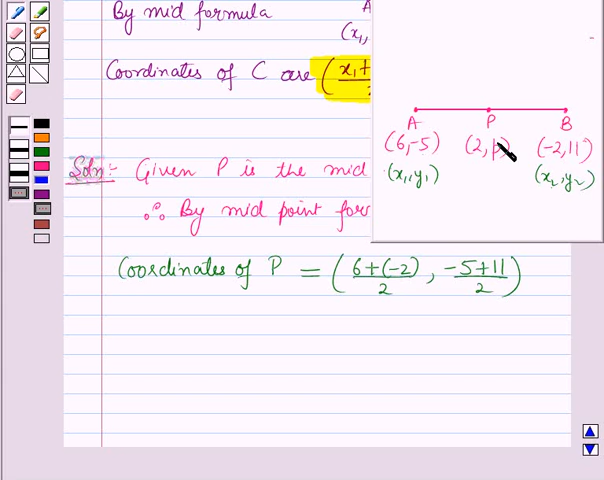 By mid formula
A
(x₁,
Coordinates of C are (x₁+
Soln:- Given P is the mid
∴ By mid point for
Coordinates of P = (6+(-2)/2, -5+11/2)
A P B
(6,-5) (2,p) (-2,11)
(x₁,y₁) (x₂,y₂)